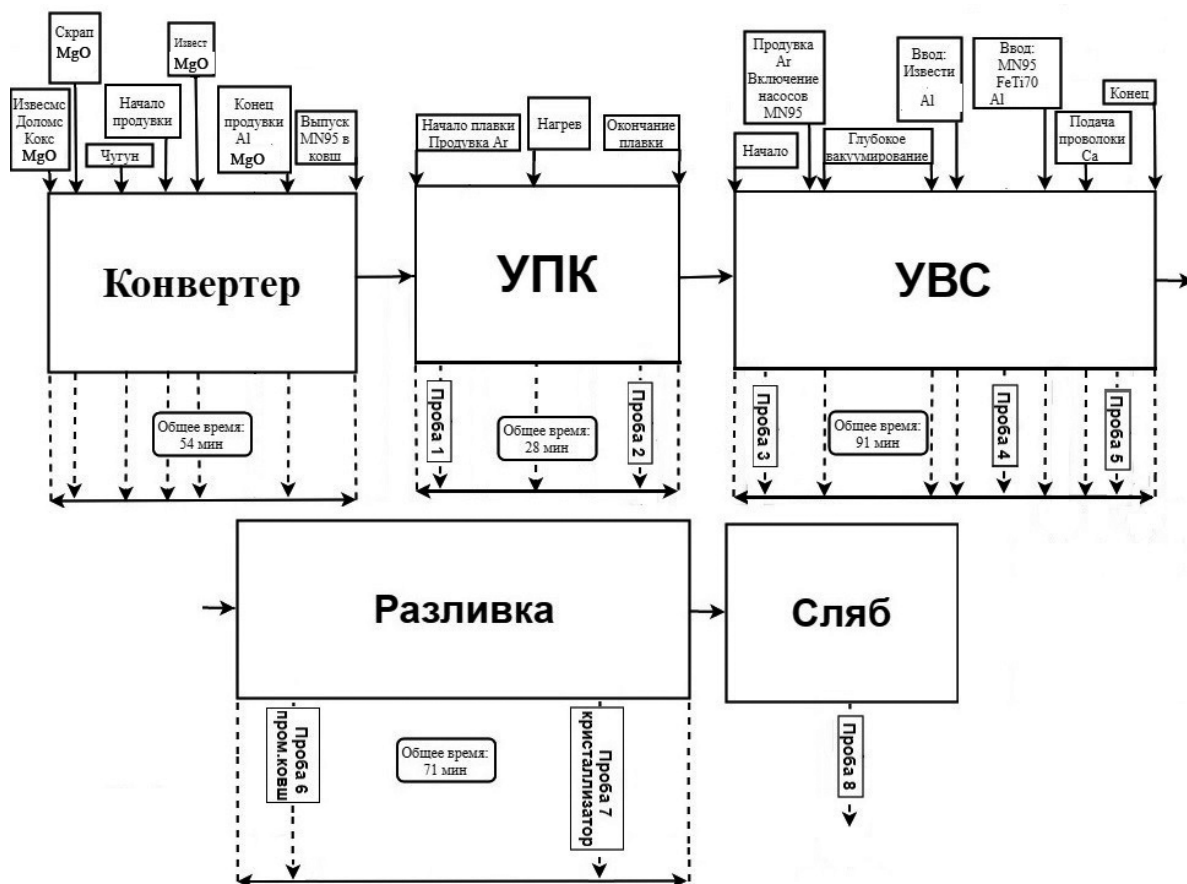 Скрап
MgO
Извест
MgO
Известс
Доломс
Кокс
MgO
Чугун
Начало
продувки
Конец
продувки
Al
MgO
Выпуск
MN95 в
ковш
Начало плавки
Продувка Ar
Нагрев
Окончание
плавки
Начало
Продувка
Ar
Включение
насосов
MN95
Глубокое
вакуумирование
Ввод:
Извести
Al
Ввод:
MN95
FeTi70
Al
Подача
проволоки
Ca
Конец
Конвертер
УПК
УВС
Общее время:
54 мин
Проба 1
Общее время:
28 мин
Проба 2
Проба 3
Общее время:
91 мин
Проба 4
Проба 5
Разливка
Сляб
Проба 6
пром.ковш
Общее время:
71 мин
Проба 7
кристаллизатор
Проба 8